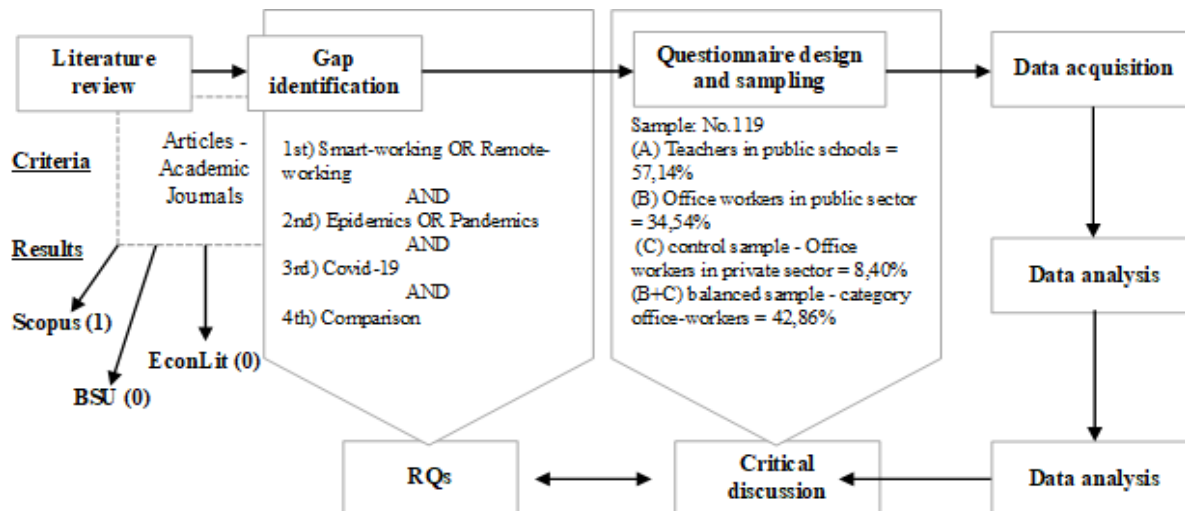 Literature
review
Gap
identification
Questionnaire design
and sampling
Data acquisition
Criteria
Articles -
Academic
Journals
Results
Scopus (1)
BSU (0)
EconLit (0)
1st) Smart-working OR Remote-
working
AND
2nd) Epidemics OR Pandemics
AND
3rd) Covid-19
AND
4th) Comparison
Sample: No.119
(A) Teachers in public schools =
57,14%
(B) Office workers in public sector
= 34,54%
(C) control sample - Office
workers in private sector = 8,40%
(B+C) balanced sample - category
office-workers = 42,86%
Data analysis
RQs
Critical
discussion
Data analysis